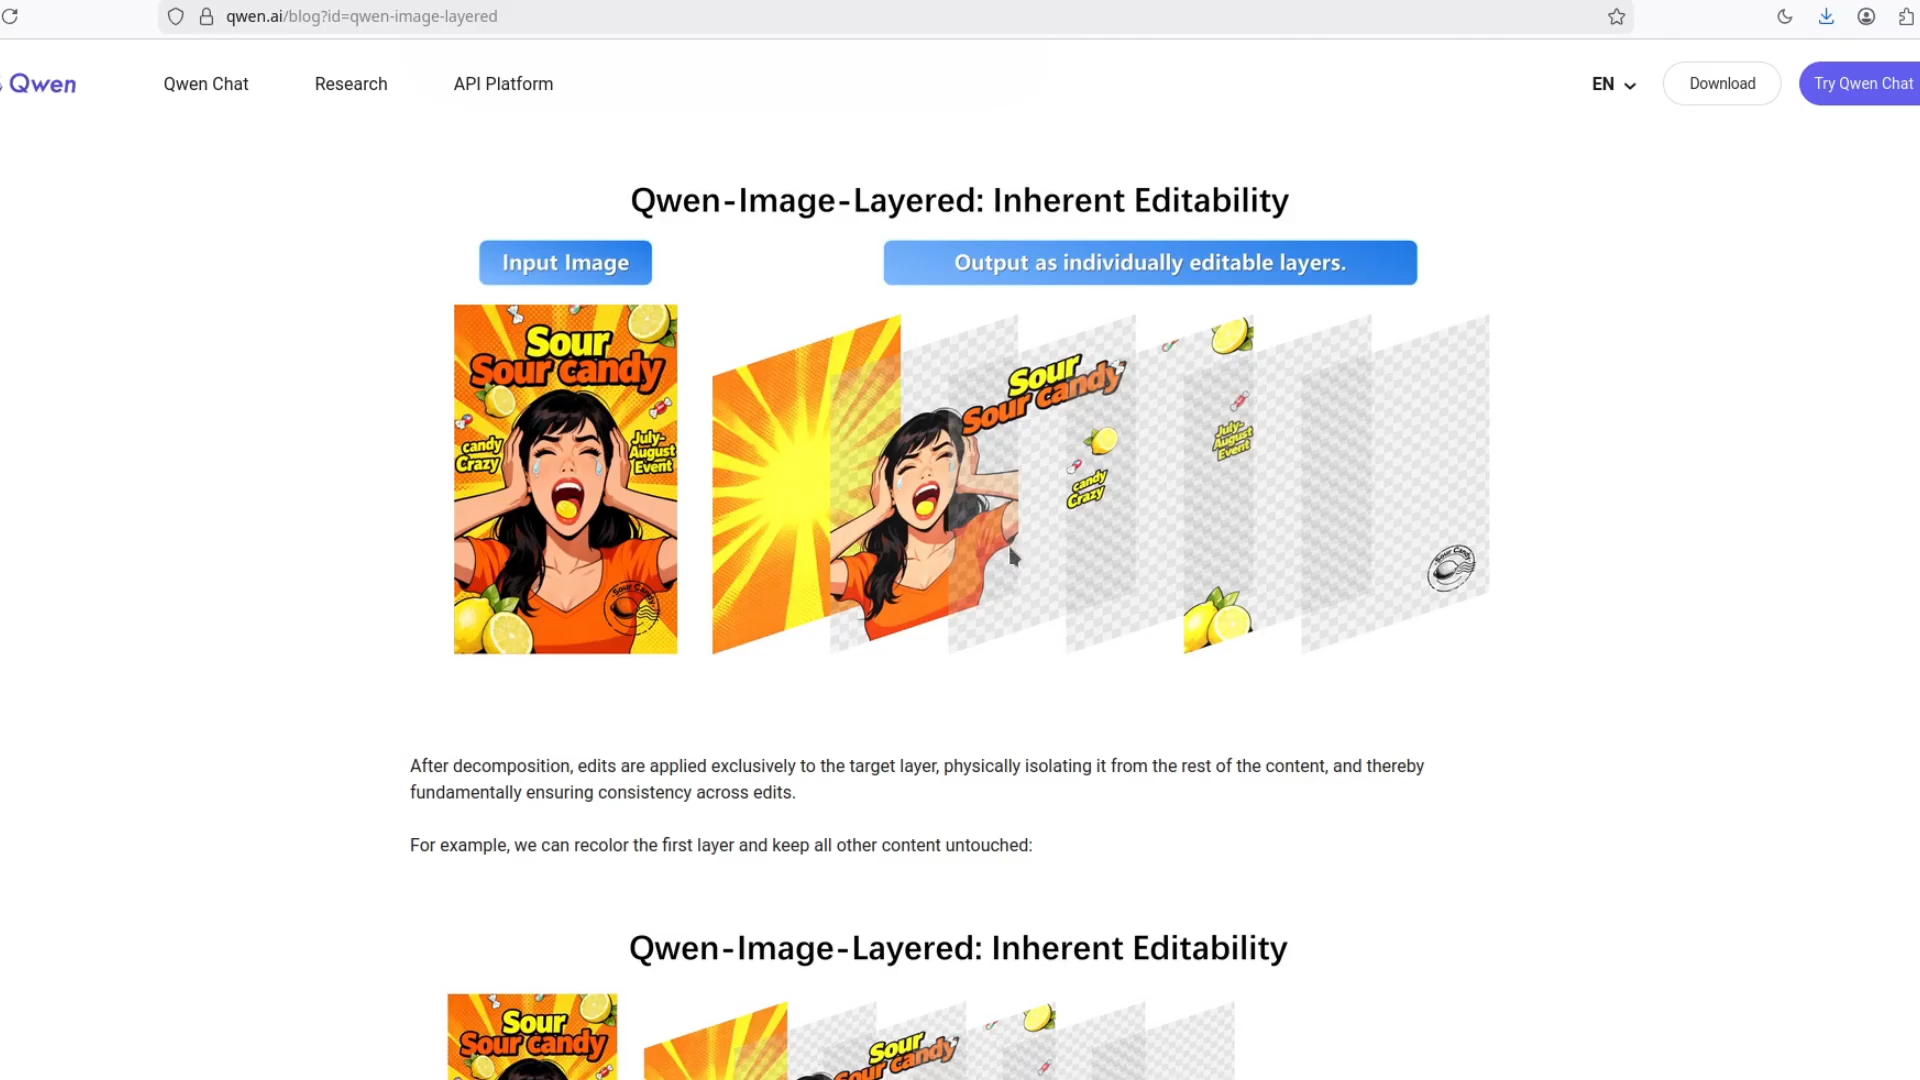 qwen.ai/blog?id=qwen-image-layered
Qwen
Qwen Chat
Research
API Platform
EN
Download
Try Qwen Chat
Qwen-Image-Layered: Inherent Editability
Input Image
Output as individually editable layers.
Sour
Sour candy
candy
Crazy
July-
August
Event
Sour Candy
Sour
Sour candy
candy
Crazy
July-
August
Event
Sour Candy
After decomposition, edits are applied exclusively to the target layer, physically isolating it from the rest of the content, and thereby
fundamentally ensuring consistency across edits.
For example, we can recolor the first layer and keep all other content untouched:
Qwen-Image-Layered: Inherent Editability
Sour
Sour candy
Sour
Sour candy